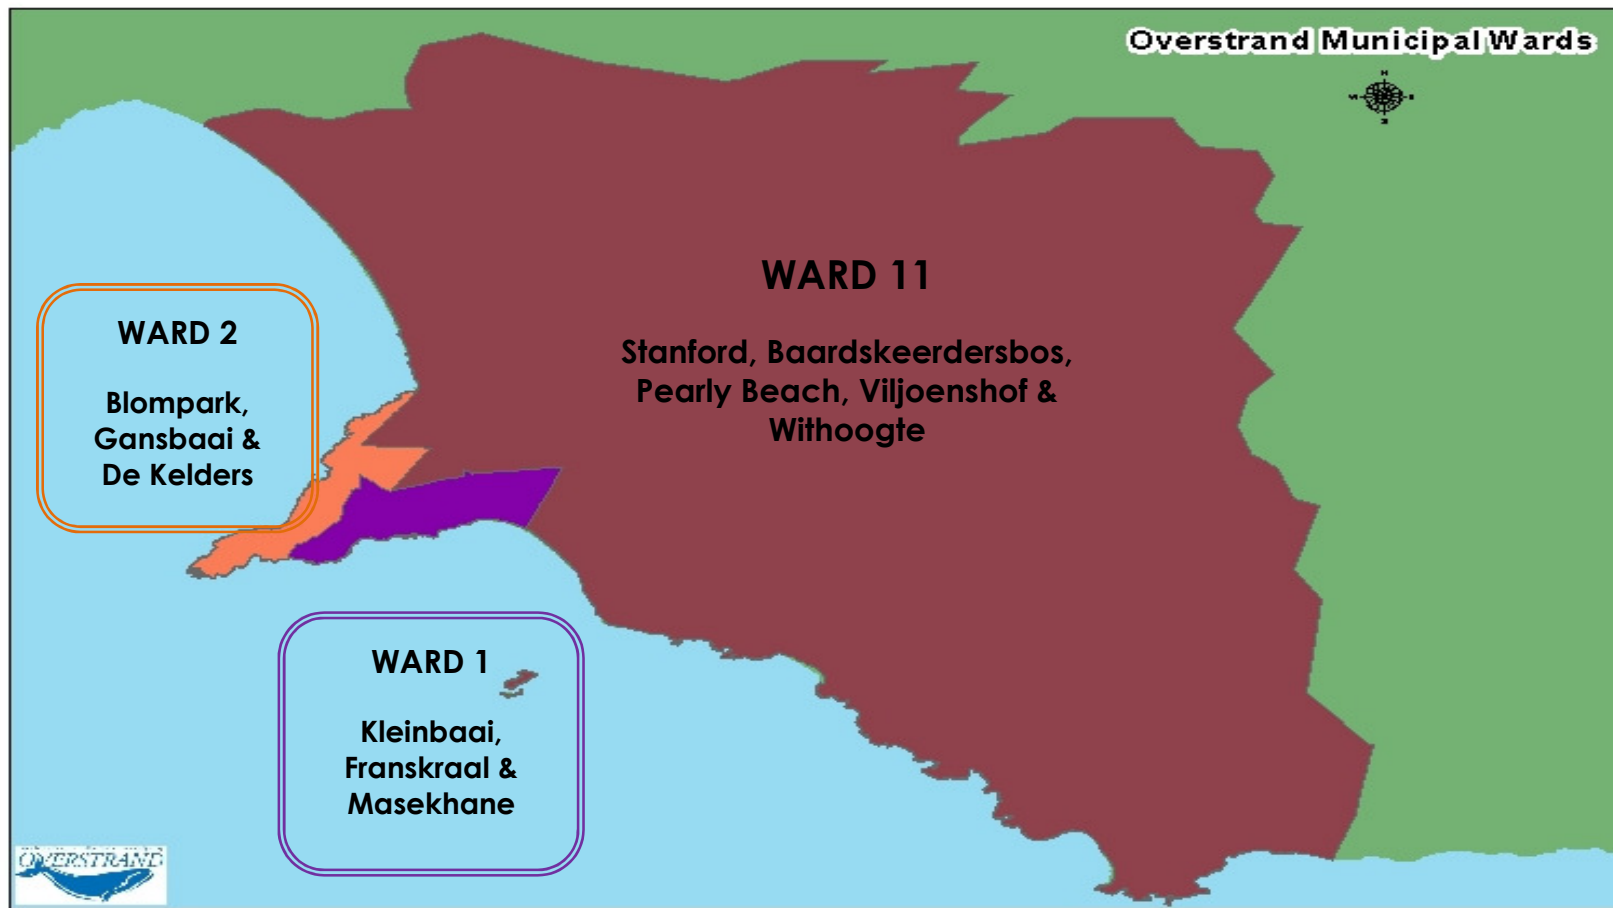 Overstrand Municipal Wards
N
W E
S
WARD 11
Stanford, Baardskeerdersbos,
Pearly Beach, Viljoenshof &
Withoogte
WARD 2
Blompark,
Gansbaai &
De Kelders
WARD 1
Kleinbaai,
Franskraal &
Masekhane
OVERSTRAND